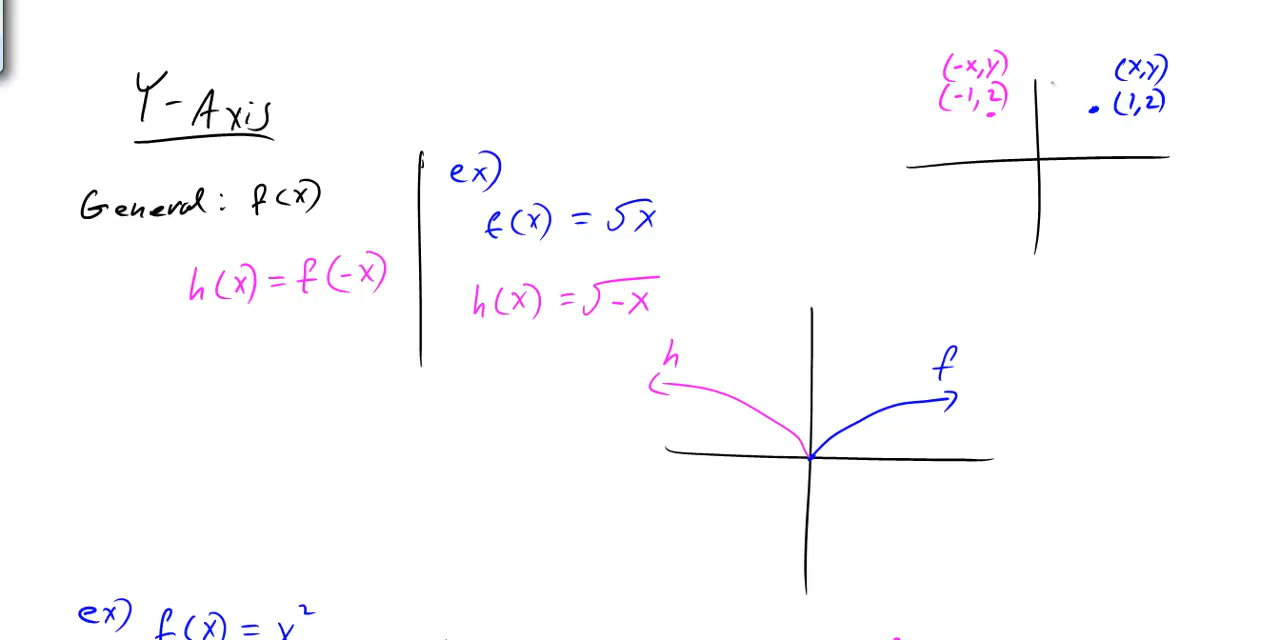 Y-Axis
General: f(x)
h(x) = f(-x)
ex)
f(x) = √x
h(x) = √-x
(-x,y)
(-1,2)
(x,y)
(1,2)
h
f
ex) f(x) = x²